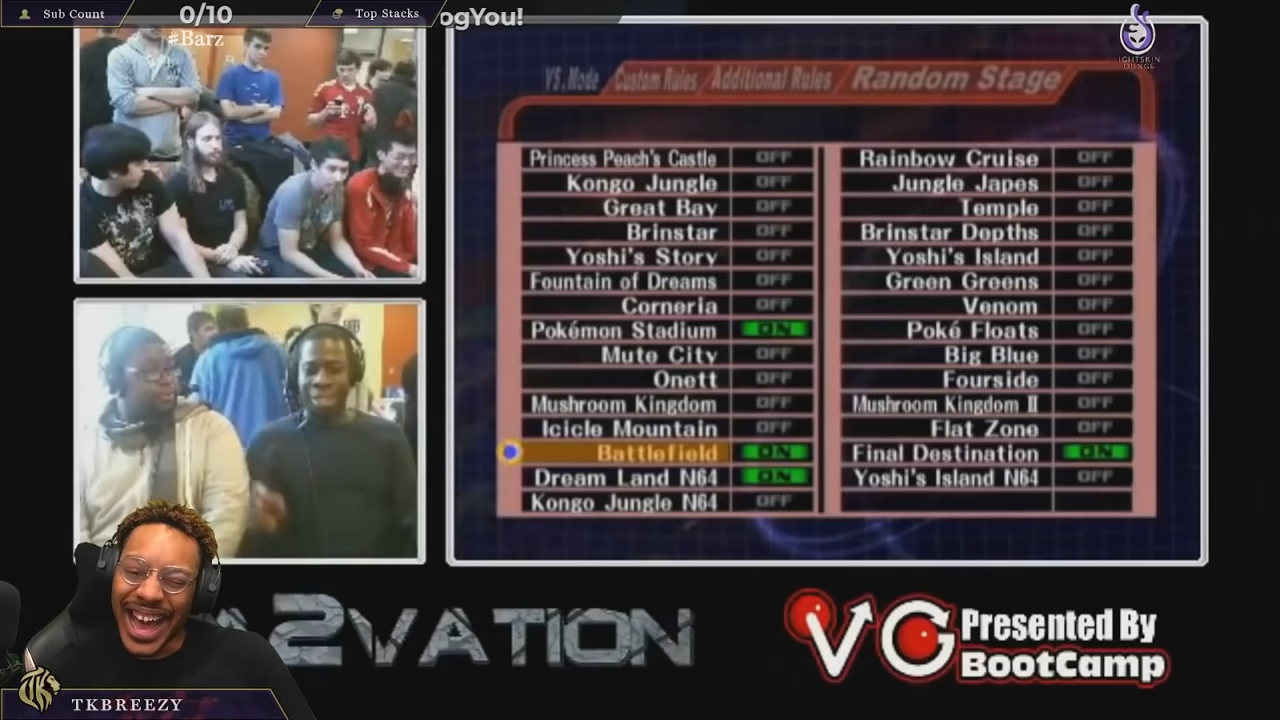 Sub Count
0/10
Top Stacks
ogYou!
#Barz
IGHTSKIN
OUNGE
VS. Mode
Custom Rules
Additional Rules
Random Stage
Princess Peach's Castle OFF
Rainbow Cruise OFF
Kongo Jungle OFF
Jungle Japes OFF
Great Bay OFF
Temple OFF
Brinstar OFF
Brinstar Depths OFF
Yoshi's Story OFF
Yoshi's Island OFF
Fountain of Dreams OFF
Green Greens OFF
Corneria OFF
Venom OFF
Pokémon Stadium ON
Poké Floats OFF
Mute City OFF
Big Blue OFF
Onett OFF
Fourside OFF
Mushroom Kingdom OFF
Mushroom Kingdom II OFF
Icicle Mountain OFF
Flat Zone OFF
Battlefield ON
Final Destination ON
Dream Land N64 ON
Yoshi's Island N64 OFF
Kongo Jungle N64 OFF
A2VATION
VG
Presented By
BootCamp
TK
TKBREEZY